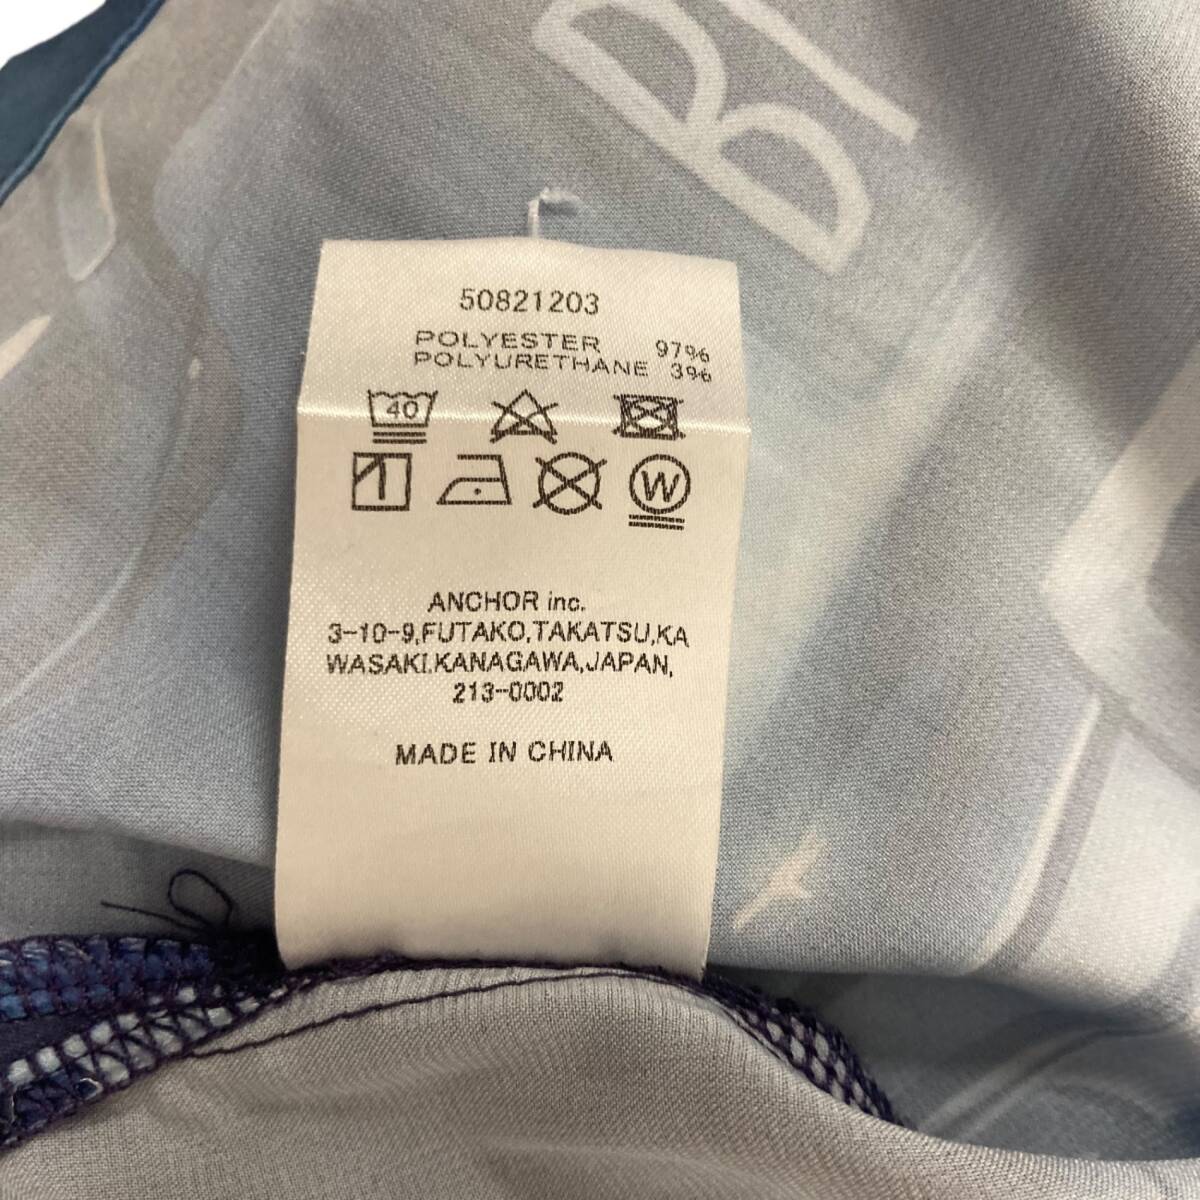 50821203
POLYESTER 97%
POLYURETHANE 3%
40
W
ANCHOR inc.
3-10-9,FUTAKO,TAKATSU,KA
WASAKI,KANAGAWA,JAPAN,
213-0002
MADE IN CHINA